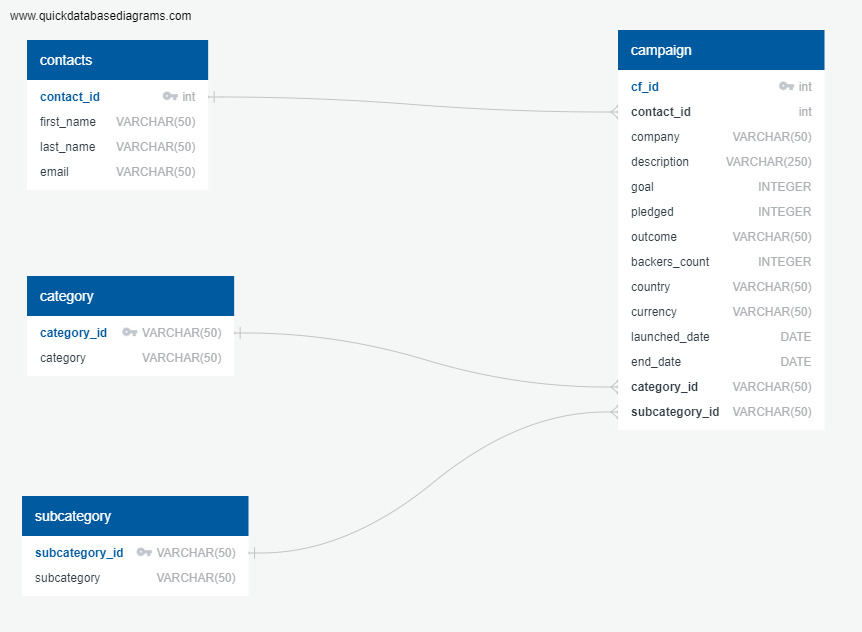 www.quickdatabasediagrams.com
contacts
contact_id int
first_name VARCHAR(50)
last_name VARCHAR(50)
email VARCHAR(50)
campaign
cf_id int
contact_id int
company VARCHAR(50)
description VARCHAR(250)
goal INTEGER
pledged INTEGER
outcome VARCHAR(50)
backers_count INTEGER
country VARCHAR(50)
currency VARCHAR(50)
launched_date DATE
end_date DATE
category_id VARCHAR(50)
subcategory_id VARCHAR(50)
category
category_id VARCHAR(50)
category VARCHAR(50)
subcategory
subcategory_id VARCHAR(50)
subcategory VARCHAR(50)